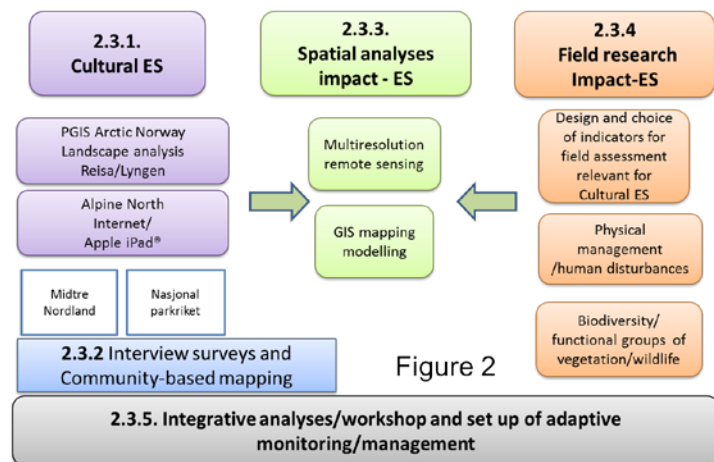 2.3.1.
Cultural ES
2.3.3.
Spatial analyses
impact - ES
2.3.4
Field research
Impact-ES
PGIS Arctic Norway
Landscape analysis
Reisa/Lyngen
Alpine North
Internet/
Apple iPad®
Midtre
Nordland
Nasjonal
parkriket
2.3.2 Interview surveys and
Community-based mapping
Multiresolution
remote sensing
GIS mapping
modelling
Design and choice
of indicators for
field assessment
relevant for
Cultural ES
Physical
management
/human disturbances
Biodiversity/
functional groups of
vegetation/wildlife
Figure 2
2.3.5. Integrative analyses/workshop and set up of adaptive
monitoring/management